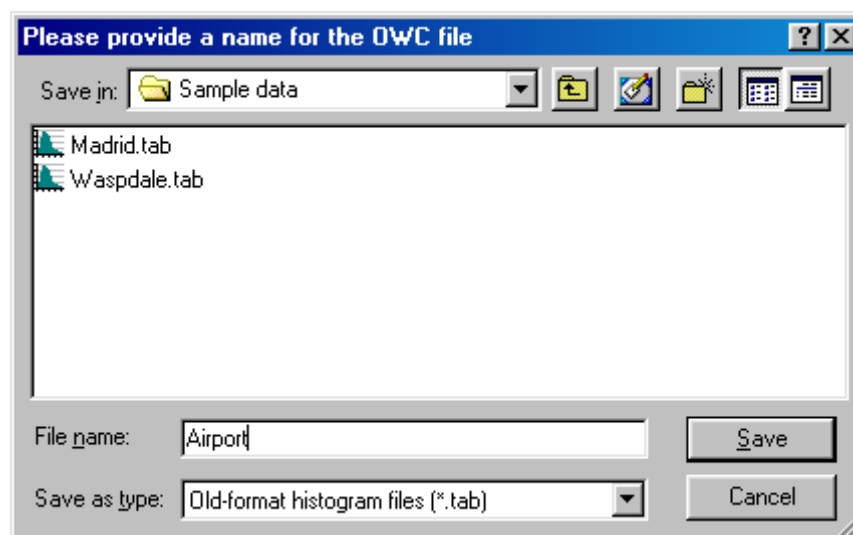 Please provide a name for the OWC file
Save in: Sample data
Madrid.tab
Waspdale.tab
File name: Airport Save
Save as type: Old-format histogram files (*.tab) Cancel